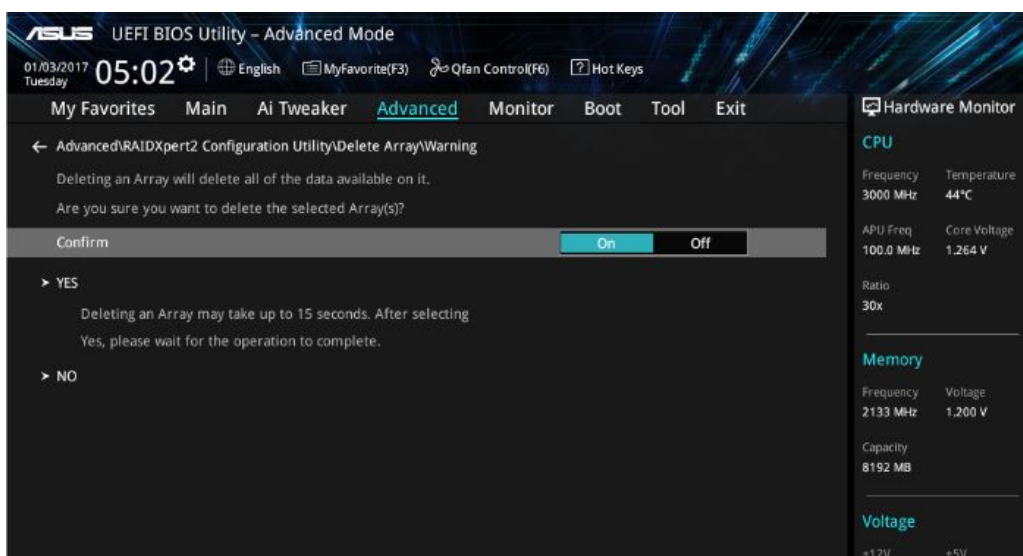 ASUS UEFI BIOS Utility – Advanced Mode
01/03/2017 Tuesday 05:02 English MyFavorite(F3) Qfan Control(F6) ? Hot Keys
My Favorites Main Ai Tweaker Advanced Monitor Boot Tool Exit
Hardware Monitor
← Advanced\RAIDXpert2 Configuration Utility\Delete Array\Warning
Deleting an Array will delete all of the data available on it.
Are you sure you want to delete the selected Array(s)?
Confirm On Off
> YES
Deleting an Array may take up to 15 seconds. After selecting
Yes, please wait for the operation to complete.
> NO
CPU
Frequency Temperature
3000 MHz 44°C
APU Freq Core Voltage
100.0 MHz 1.264 V
Ratio
30x
Memory
Frequency Voltage
2133 MHz 1.200 V
Capacity
8192 MB
Voltage
+12V +5V